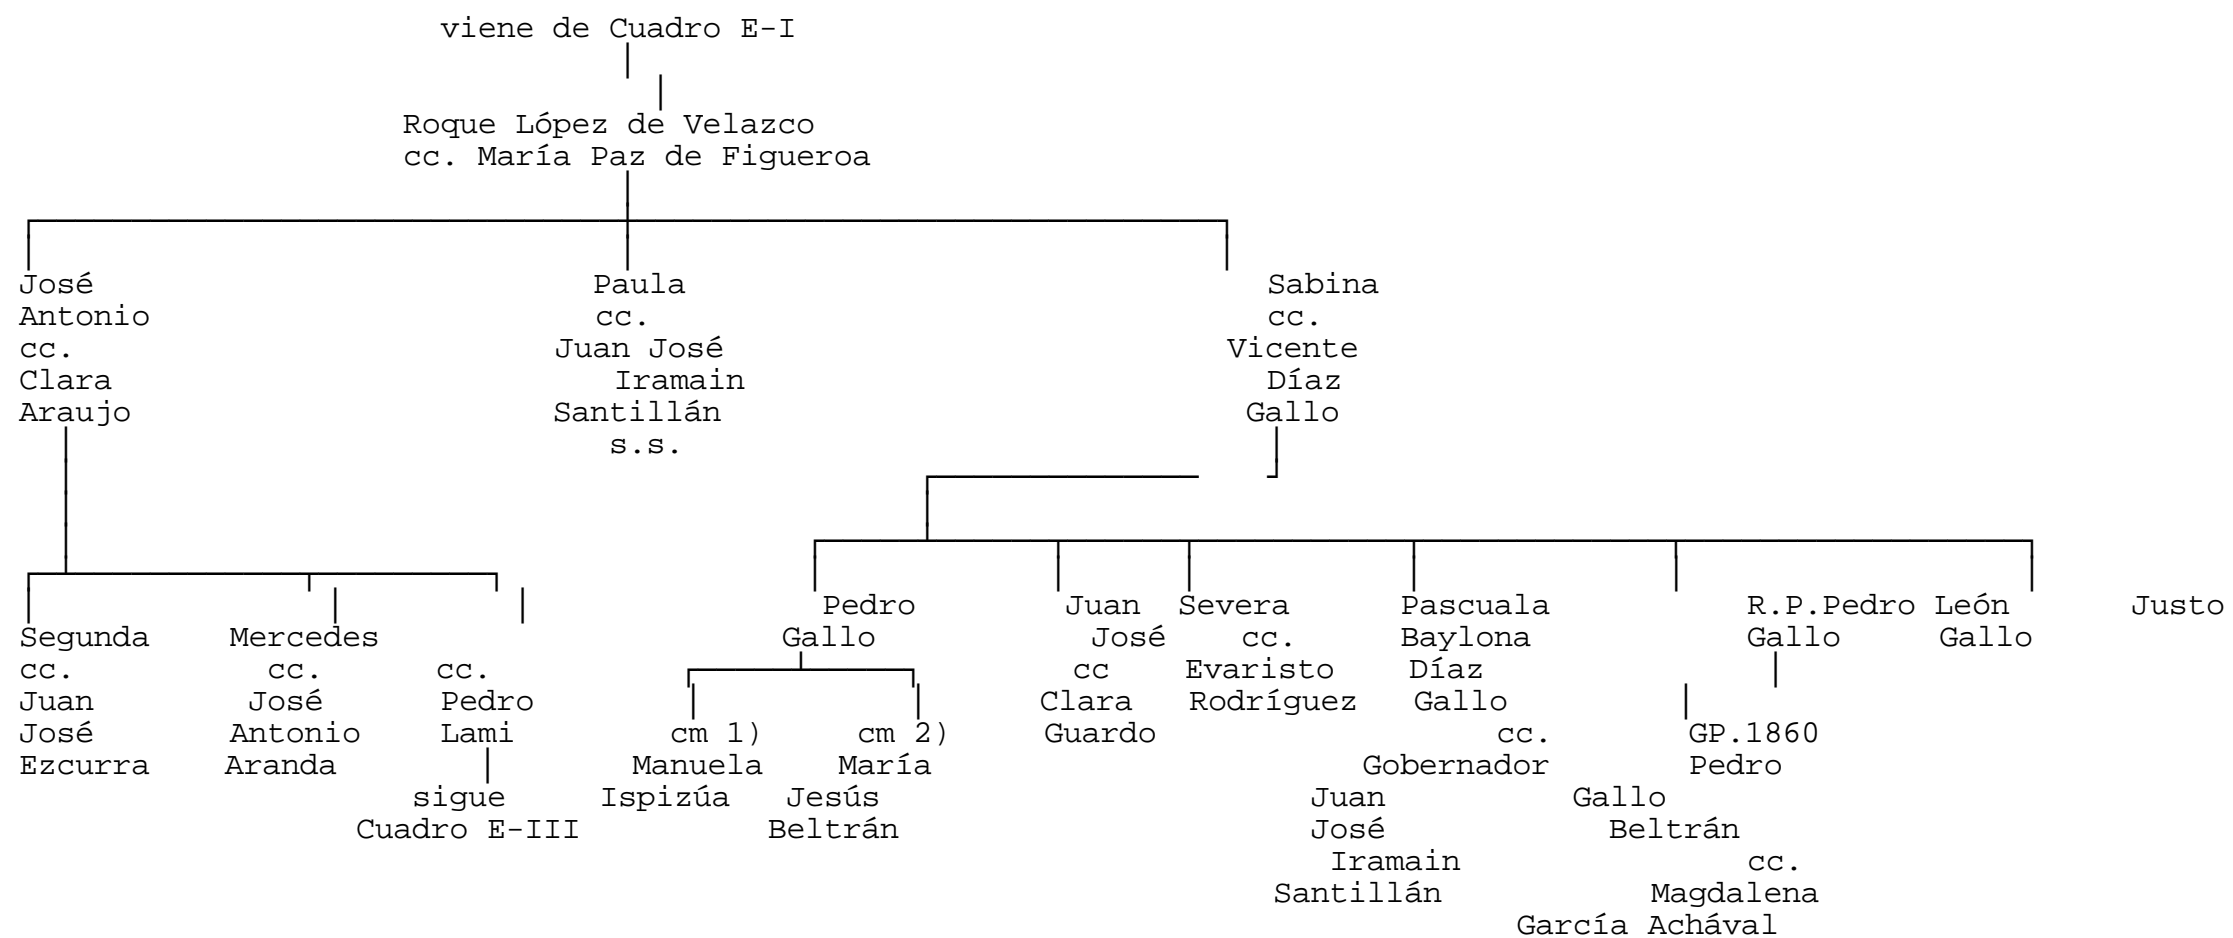 viene de Cuadro E-I
Roque López de Velazco
cc. María Paz de Figueroa
José Paula Sabina
Antonio cc. cc.
cc. Juan José Vicente
Clara Iramain Díaz
Araujo Santillán Gallo
s.s.
Pedro Juan Severa Pascuala R.P.Pedro León Justo
Segunda Mercedes Gallo José cc. Baylona Gallo Gallo
cc. cc. cc. cc Evaristo Díaz
Juan José Pedro Clara Rodríguez Gallo
José Antonio Lami cm 1) cm 2) Guardo cc. GP.1860
Ezcurra Aranda Manuela María Gobernador Pedro
sigue Ispizúa Jesús Juan Gallo
Cuadro E-III Beltrán José Beltrán
Iramain cc.
Santillán Magdalena
García Achával